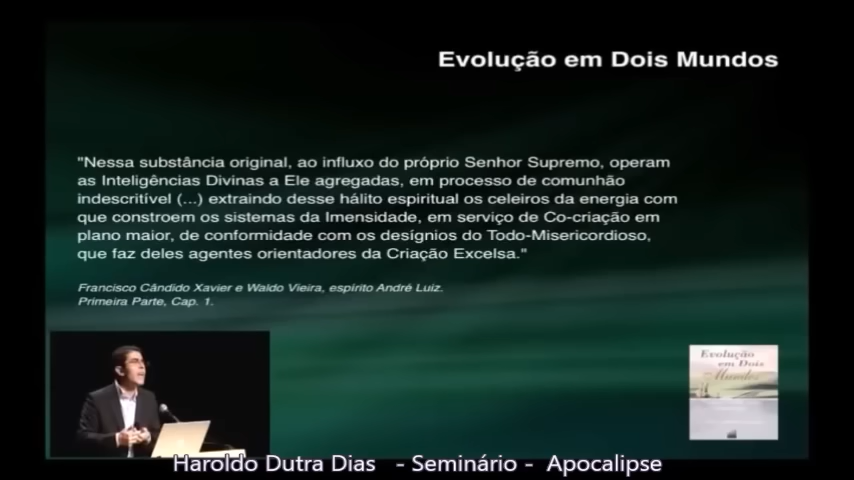 Evolução em Dois Mundos
"Nessa substância original, ao influxo do próprio Senhor Supremo, operam
as Inteligências Divinas a Ele agregadas, em processo de comunhão
indescritível (...) extraindo desse hálito espiritual os celeiros da energia com
que constroem os sistemas da Imensidade, em serviço de Co-criação em
plano maior, de conformidade com os desígnios do Todo-Misericordioso,
que faz deles agentes orientadores da Criação Excelsa."
Francisco Cândido Xavier e Waldo Vieira, espírito André Luiz.
Primeira Parte, Cap. 1.
Evolução
em Dois
Mundos
Haroldo Dutra Dias - Seminário - Apocalipse